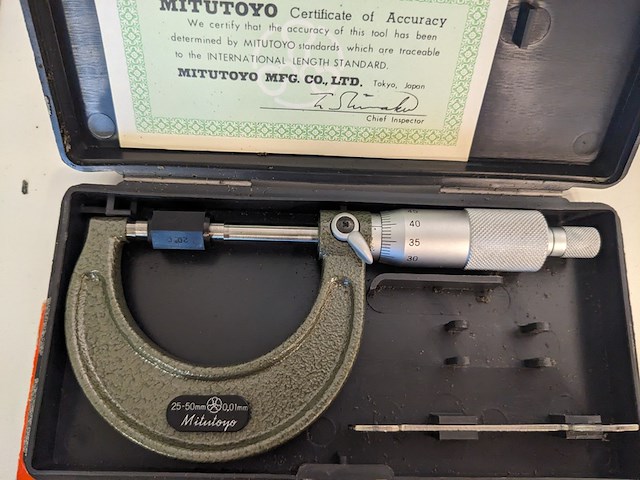 MITUTOYO Certificate of Accuracy
We certify that the accuracy of this tool has been
determined by MITUTOYO standards which are traceable
to the INTERNATIONAL LENGTH STANDARD.
MITUTOYO MFG. CO., LTD. Tokyo, Japan
Chief Inspector
40
35
30
25-50mm 0.01mm
Mitutoyo